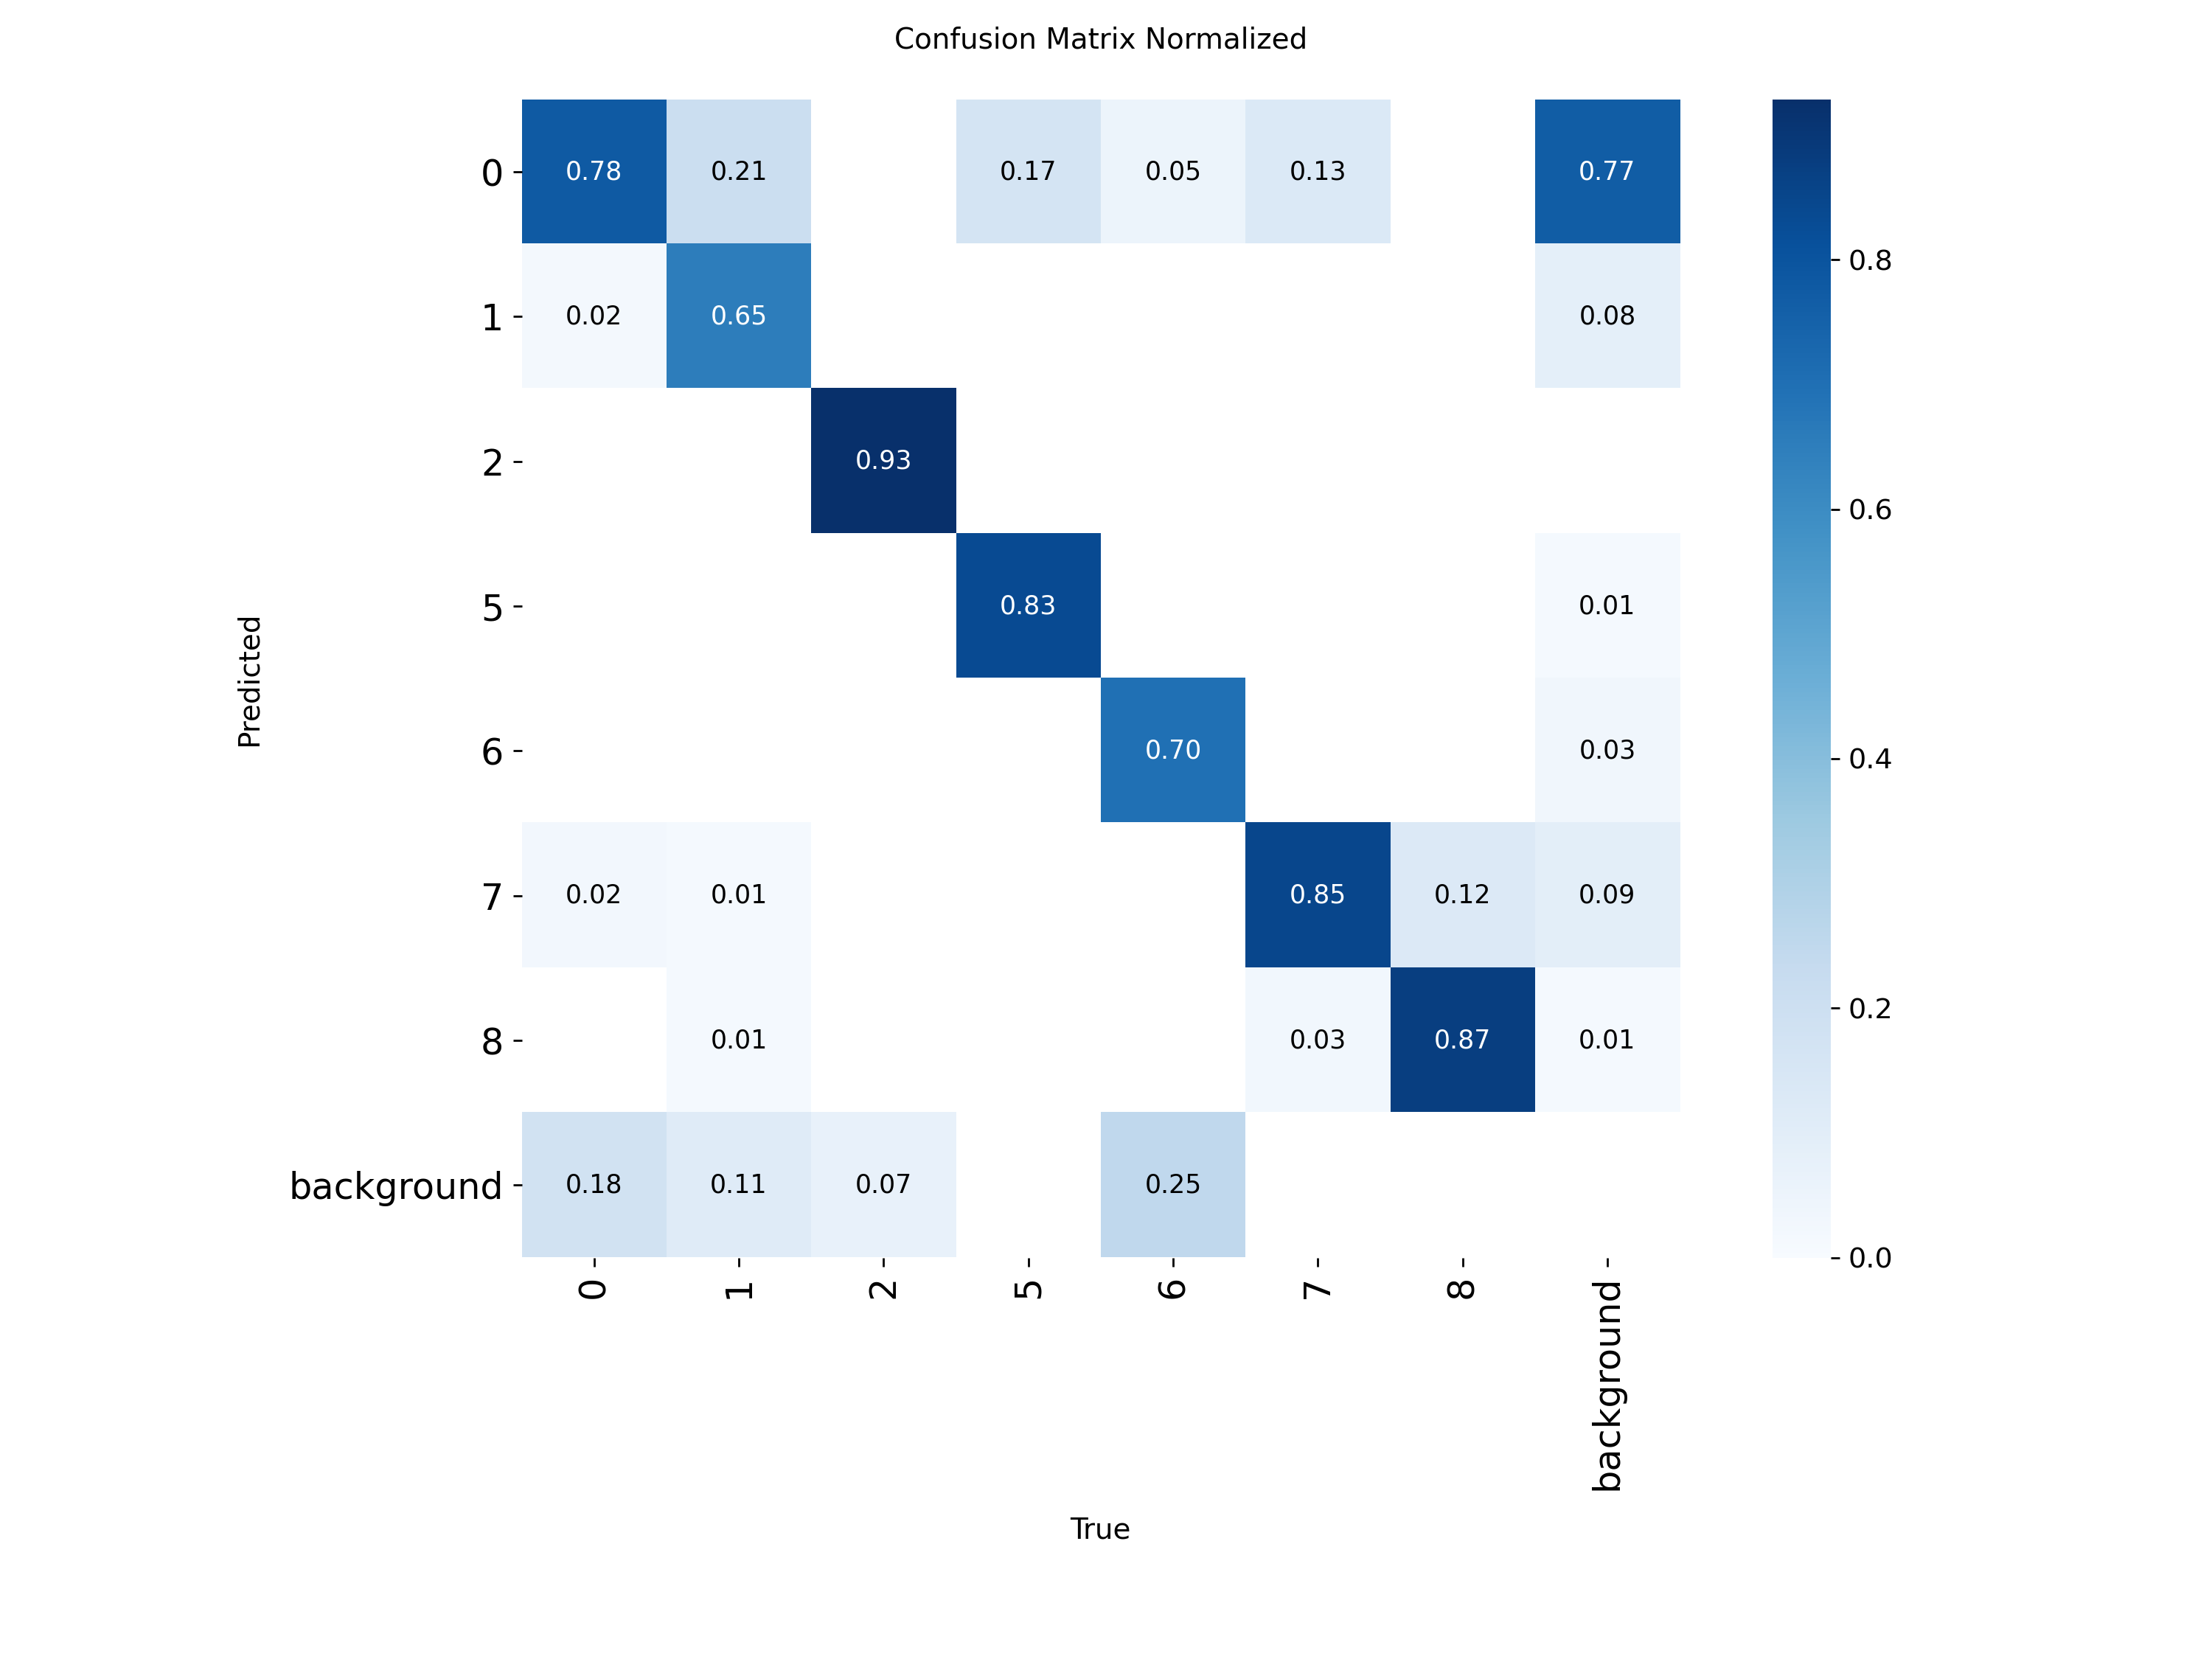 Confusion Matrix Normalized
0 0.78 0.21 0.17 0.05 0.13 0.77
1 0.02 0.65 0.08
2 0.93
5 0.83 0.01
6 0.70 0.03
7 0.02 0.01 0.85 0.12 0.09
8 0.01 0.03 0.87 0.01
background 0.18 0.11 0.07 0.25
0 1 2 5 6 7 8 background
Predicted
True
0.8
0.6
0.4
0.2
0.0